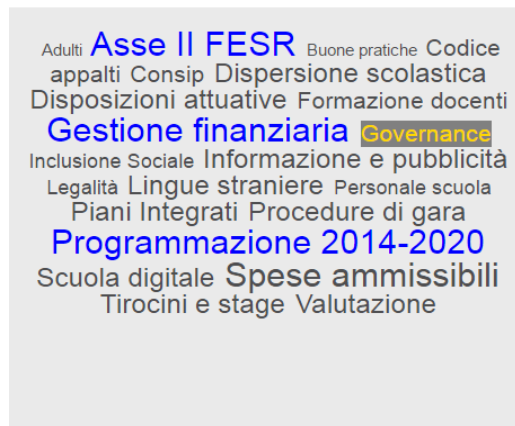 Adulti Asse II FESR Buone pratiche Codice
appalti Consip Dispersione scolastica
Disposizioni attuative Formazione docenti
Gestione finanziaria Governance
Inclusione Sociale Informazione e pubblicità
Legalità Lingue straniere Personale scuola
Piani Integrati Procedure di gara
Programmazione 2014-2020
Scuola digitale Spese ammissibili
Tirocini e stage Valutazione